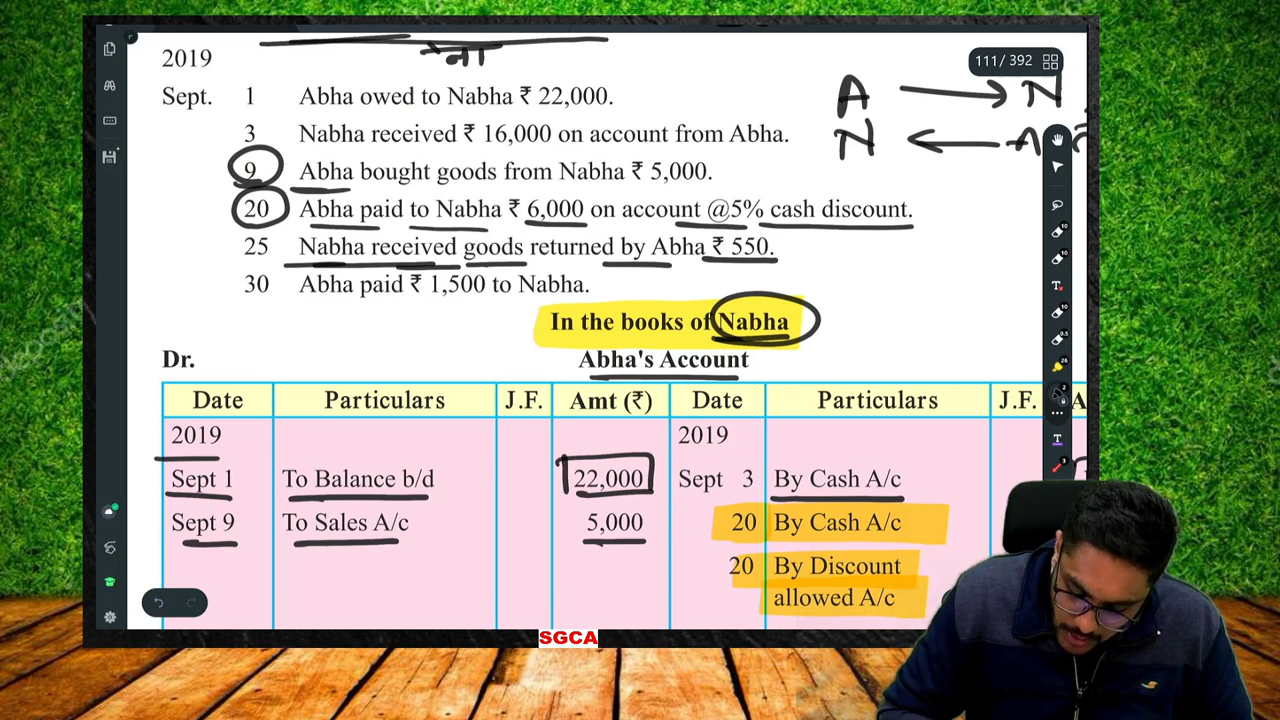 ना
2019
111/ 392
Sept. 1 Abha owed to Nabha ₹ 22,000.
A → N
3 Nabha received ₹ 16,000 on account from Abha.
N ← A
9 Abha bought goods from Nabha ₹ 5,000.
20 Abha paid to Nabha ₹ 6,000 on account @5% cash discount.
25 Nabha received goods returned by Abha ₹ 550.
30 Abha paid ₹ 1,500 to Nabha.
In the books of Nabha
Dr. Abha's Account
Date Particulars J.F. Amt (₹) Date Particulars J.F. A
2019 2019
Sept 1 To Balance b/d 22,000 Sept 3 By Cash A/c
Sept 9 To Sales A/c 5,000 20 By Cash A/c
20 By Discount
allowed A/c
SGCA